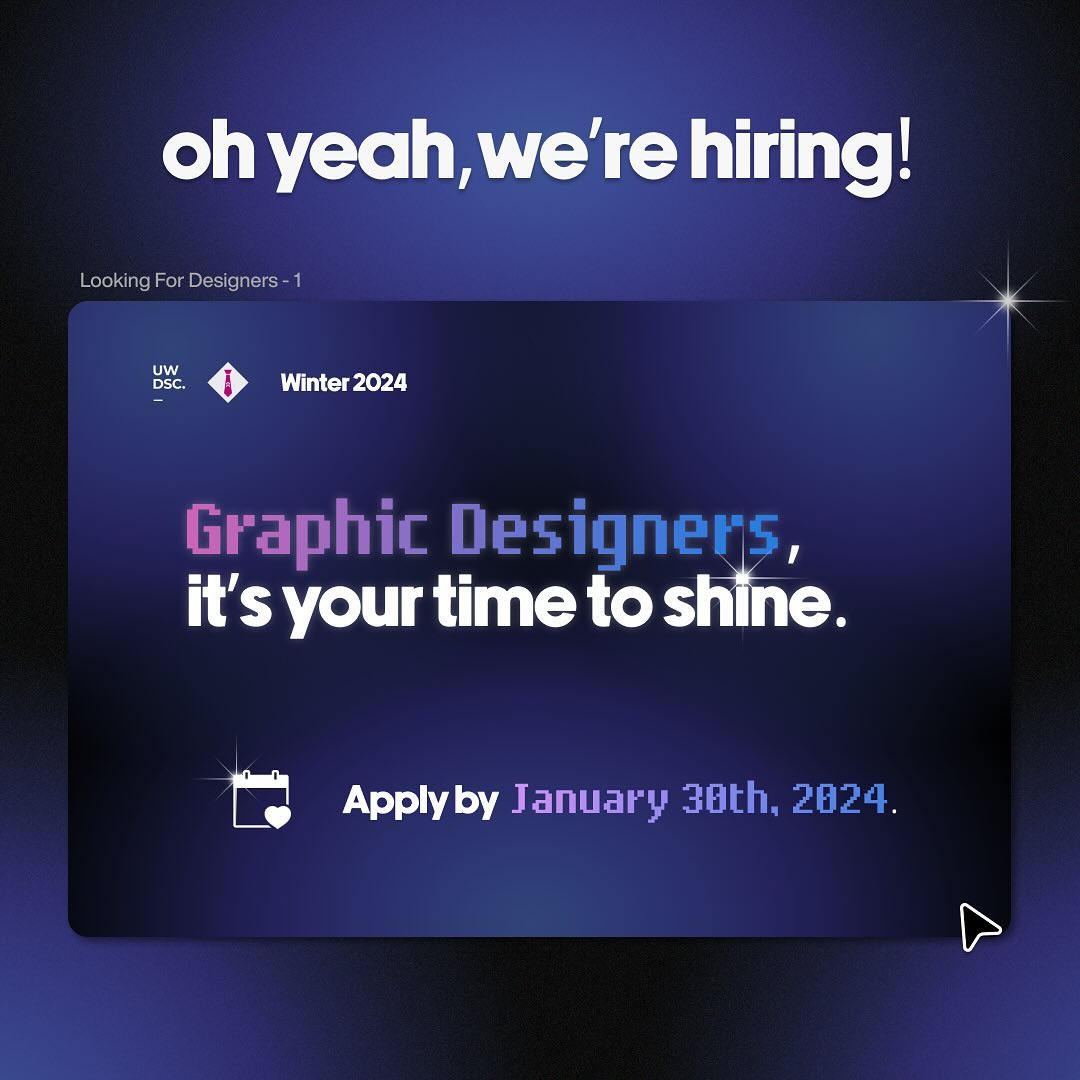 oh yeah, we're hiring!
Looking For Designers - 1
UW
DSC.
Winter 2024
Graphic Designers,
it's your time to shine.
Apply by January 30th, 2024.